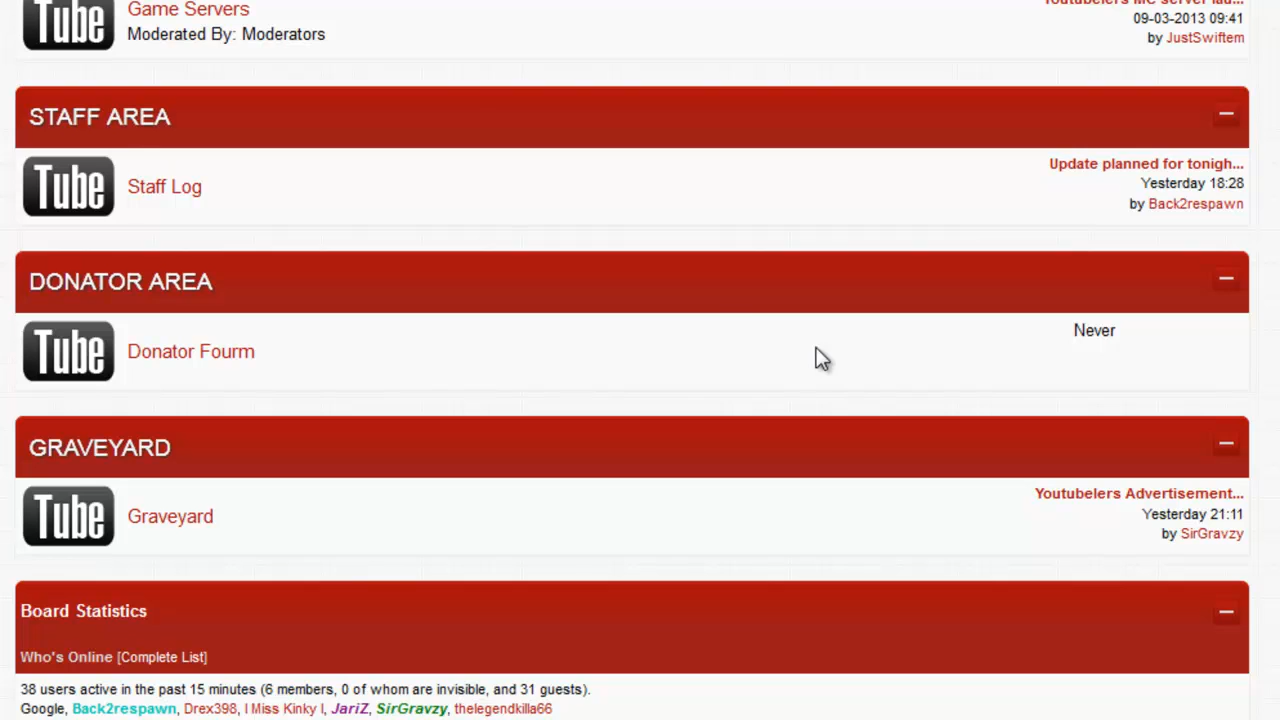 Tube
Game Servers
Moderated By: Moderators
09-03-2013 09:41
by JustSwiftem
STAFF AREA
Tube
Staff Log
Update planned for tonigh...
Yesterday 18:28
by Back2respawn
DONATOR AREA
Tube
Donator Fourm
Never
GRAVEYARD
Tube
Graveyard
Youtubelers Advertisement...
Yesterday 21:11
by SirGravzy
Board Statistics
Who's Online [Complete List]
38 users active in the past 15 minutes (6 members, 0 of whom are invisible, and 31 guests).
Google, Back2respawn, Drex398, I Miss Kinky I, JariZ, SirGravzy, thelegendkilla66